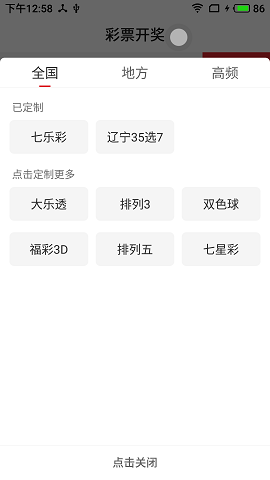 下午12:58 86
彩票开奖
全国 地方 高频
已定制
七乐彩 辽宁35选7
点击定制更多
大乐透 排列3 双色球
福彩3D 排列五 七星彩
点击关闭